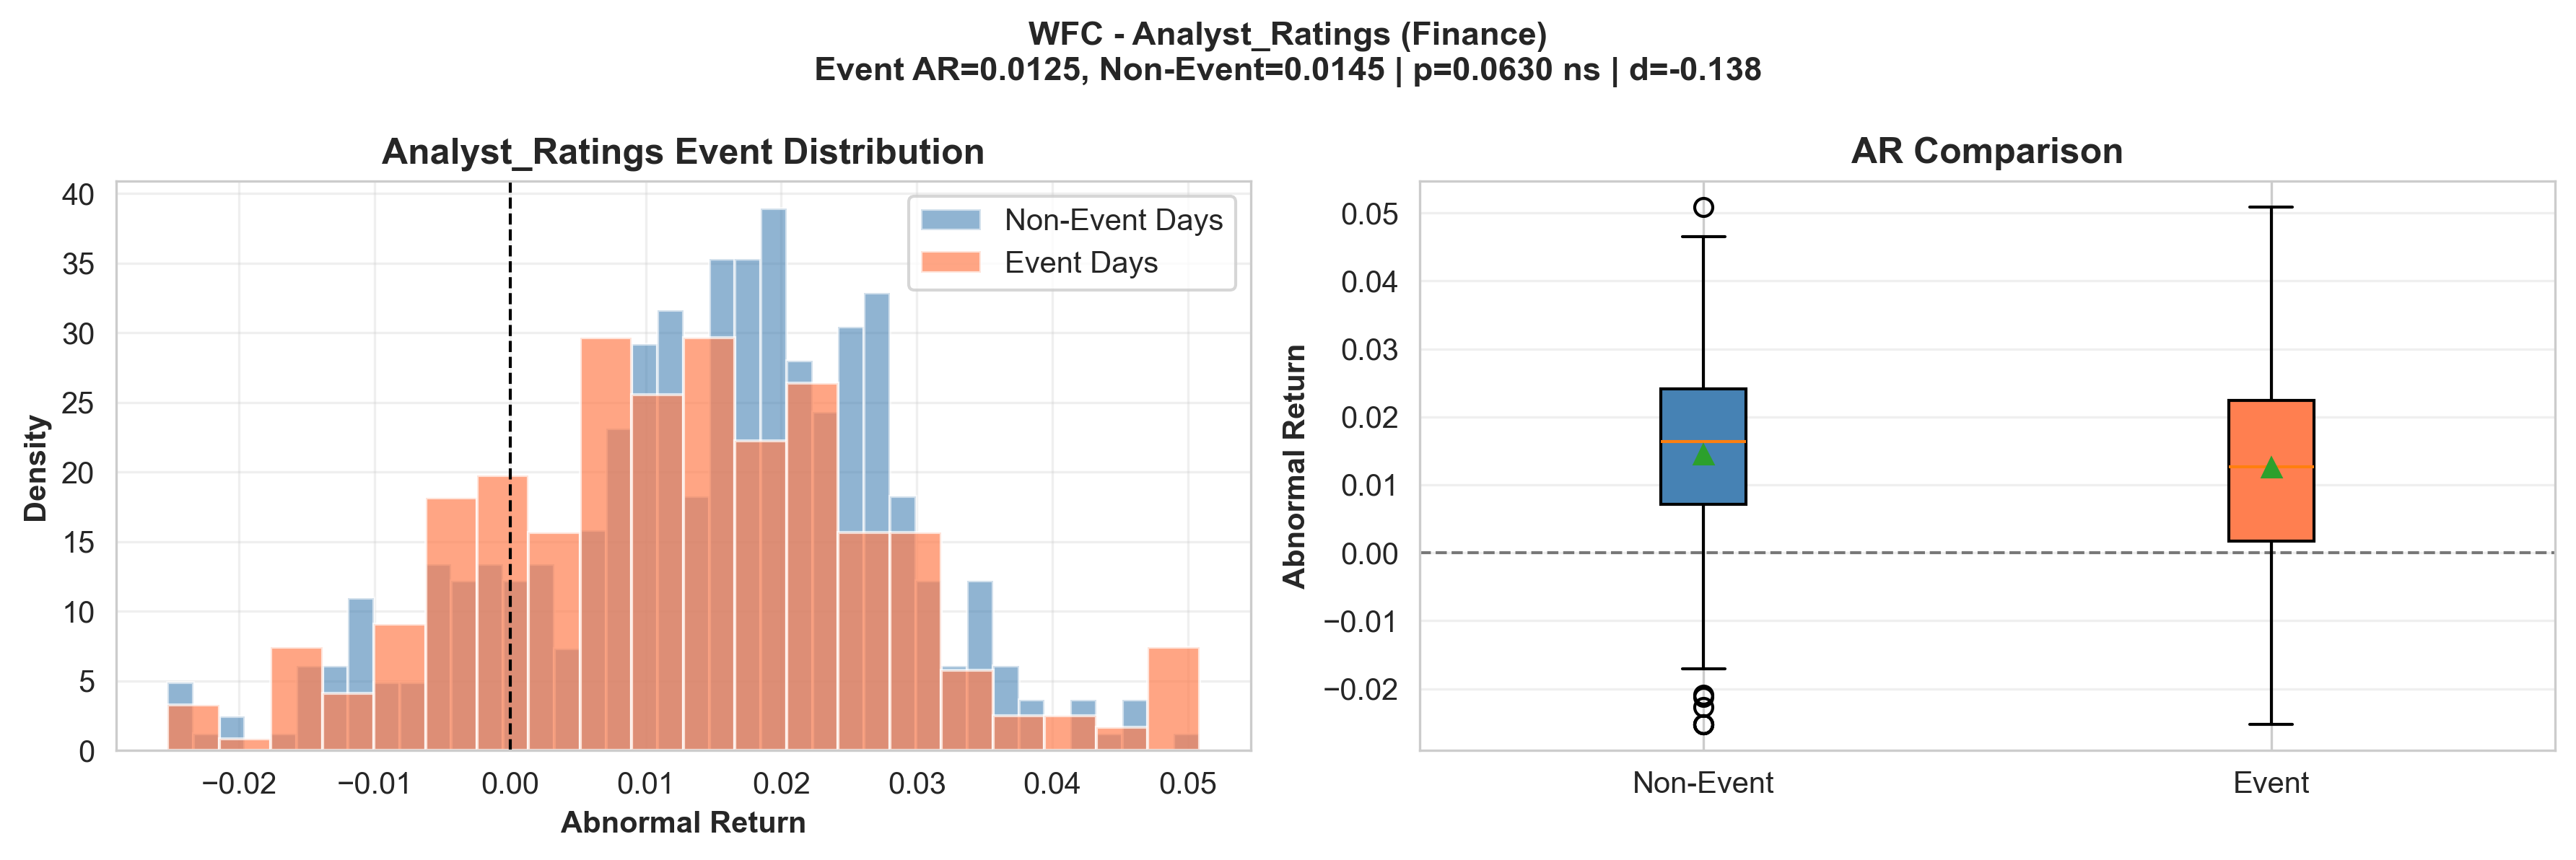 WFC - Analyst_Ratings (Finance)
Event AR=0.0125, Non-Event=0.0145 | p=0.0630 ns | d=-0.138
Analyst_Ratings Event Distribution
40
35
30
25
20
15
10
5
0
Density
Non-Event Days
Event Days
−0.02
−0.01
0.00
0.01
0.02
0.03
0.04
0.05
Abnormal Return
AR Comparison
0.05
0.04
0.03
0.02
0.01
0.00
−0.01
−0.02
Abnormal Return
Non-Event
Event